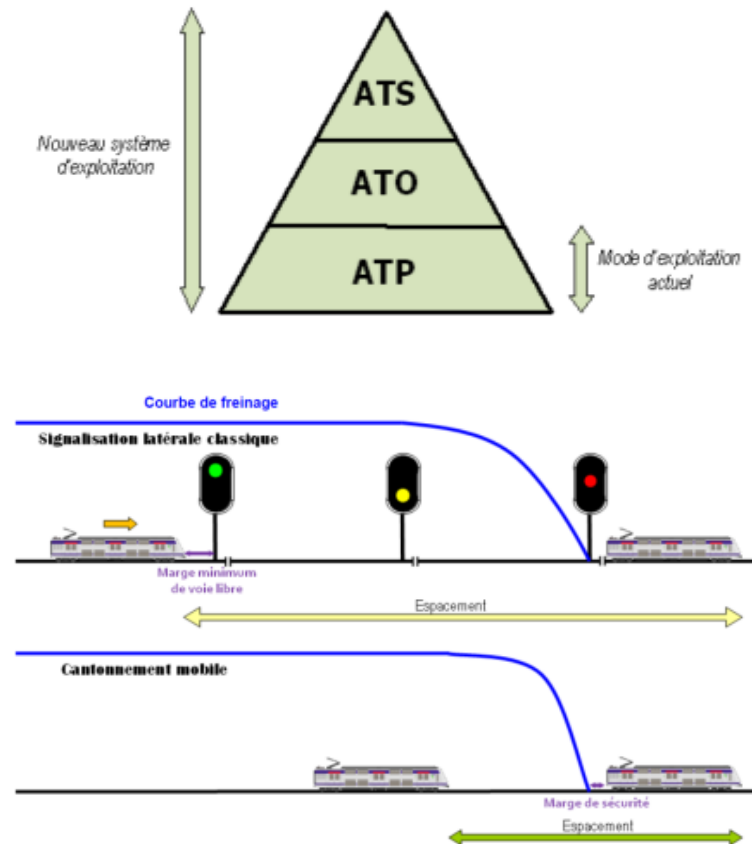 ATS
Nouveau système
d'exploitation
ATO
ATP
Mode d'exploitation
actuel
Courbe de freinage
Signalisation latérale classique
Marge minimum
de voie libre
Espacement
Cantonnement mobile
Marge de sécurité
Espacement